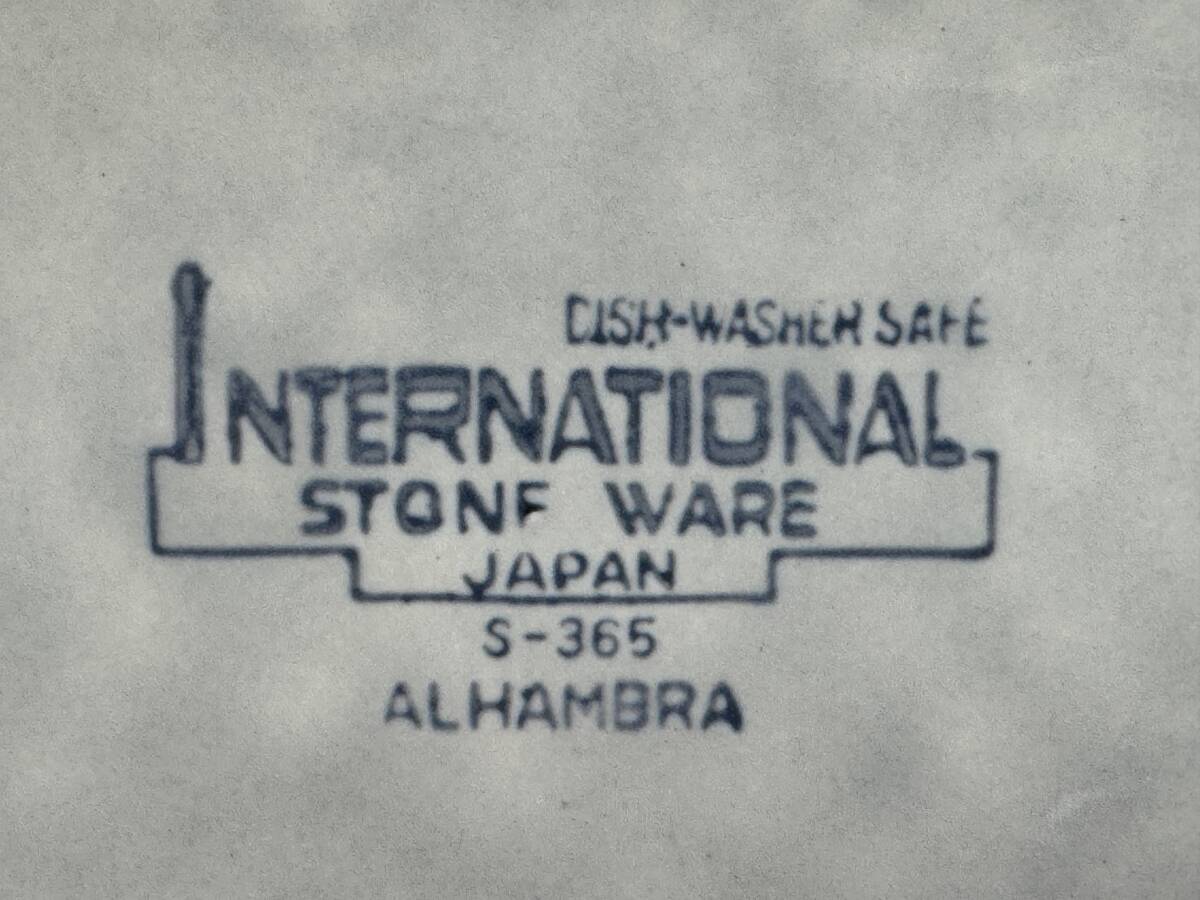 DISH-WASHER SAFE
INTERNATIONAL
STONE WARE
JAPAN
S-365
ALHAMBRA